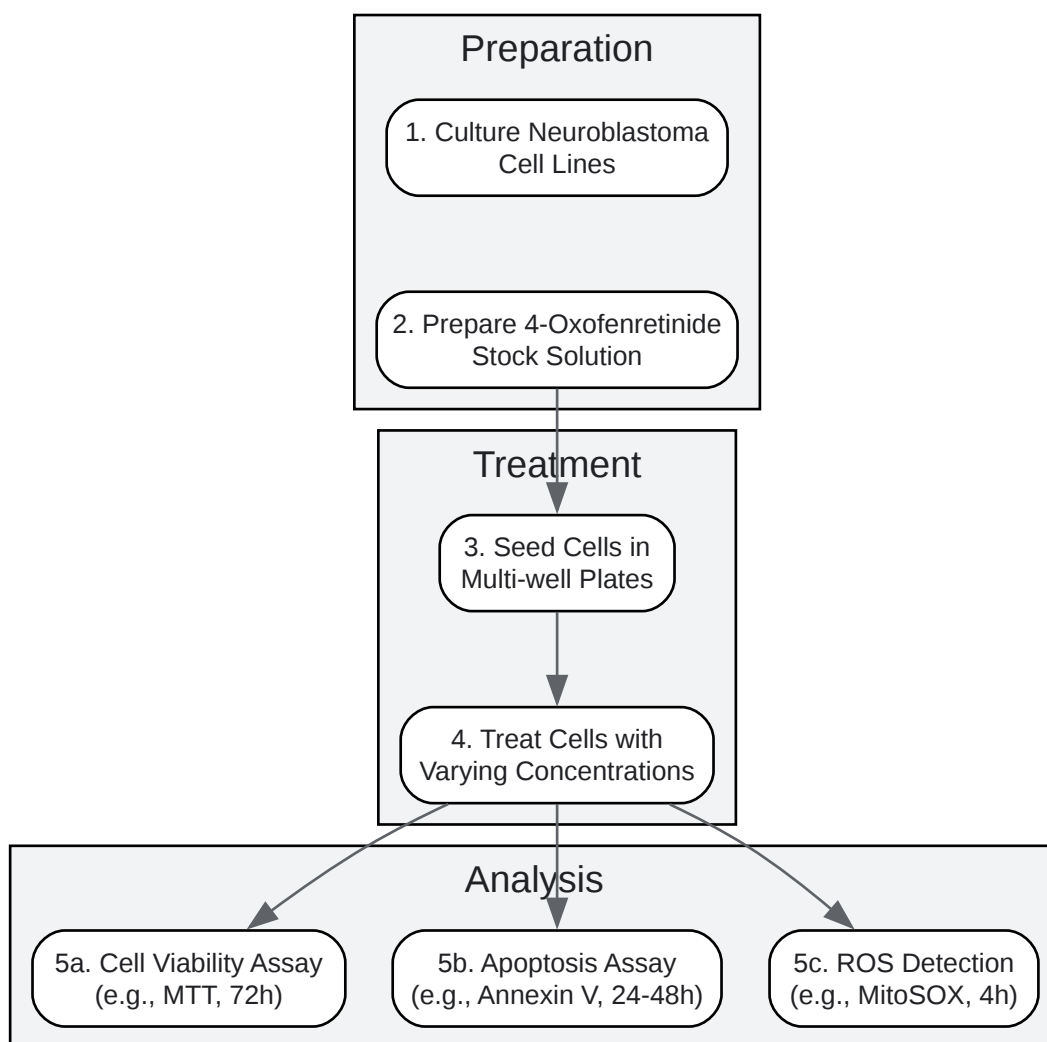 Preparation
1. Culture Neuroblastoma
Cell Lines
2. Prepare 4-Oxofenretinide
Stock Solution
Treatment
3. Seed Cells in
Multi-well Plates
4. Treat Cells with
Varying Concentrations
Analysis
5a. Cell Viability Assay
(e.g., MTT, 72h)
5b. Apoptosis Assay
(e.g., Annexin V, 24-48h)
5c. ROS Detection
(e.g., MitoSOX, 4h)